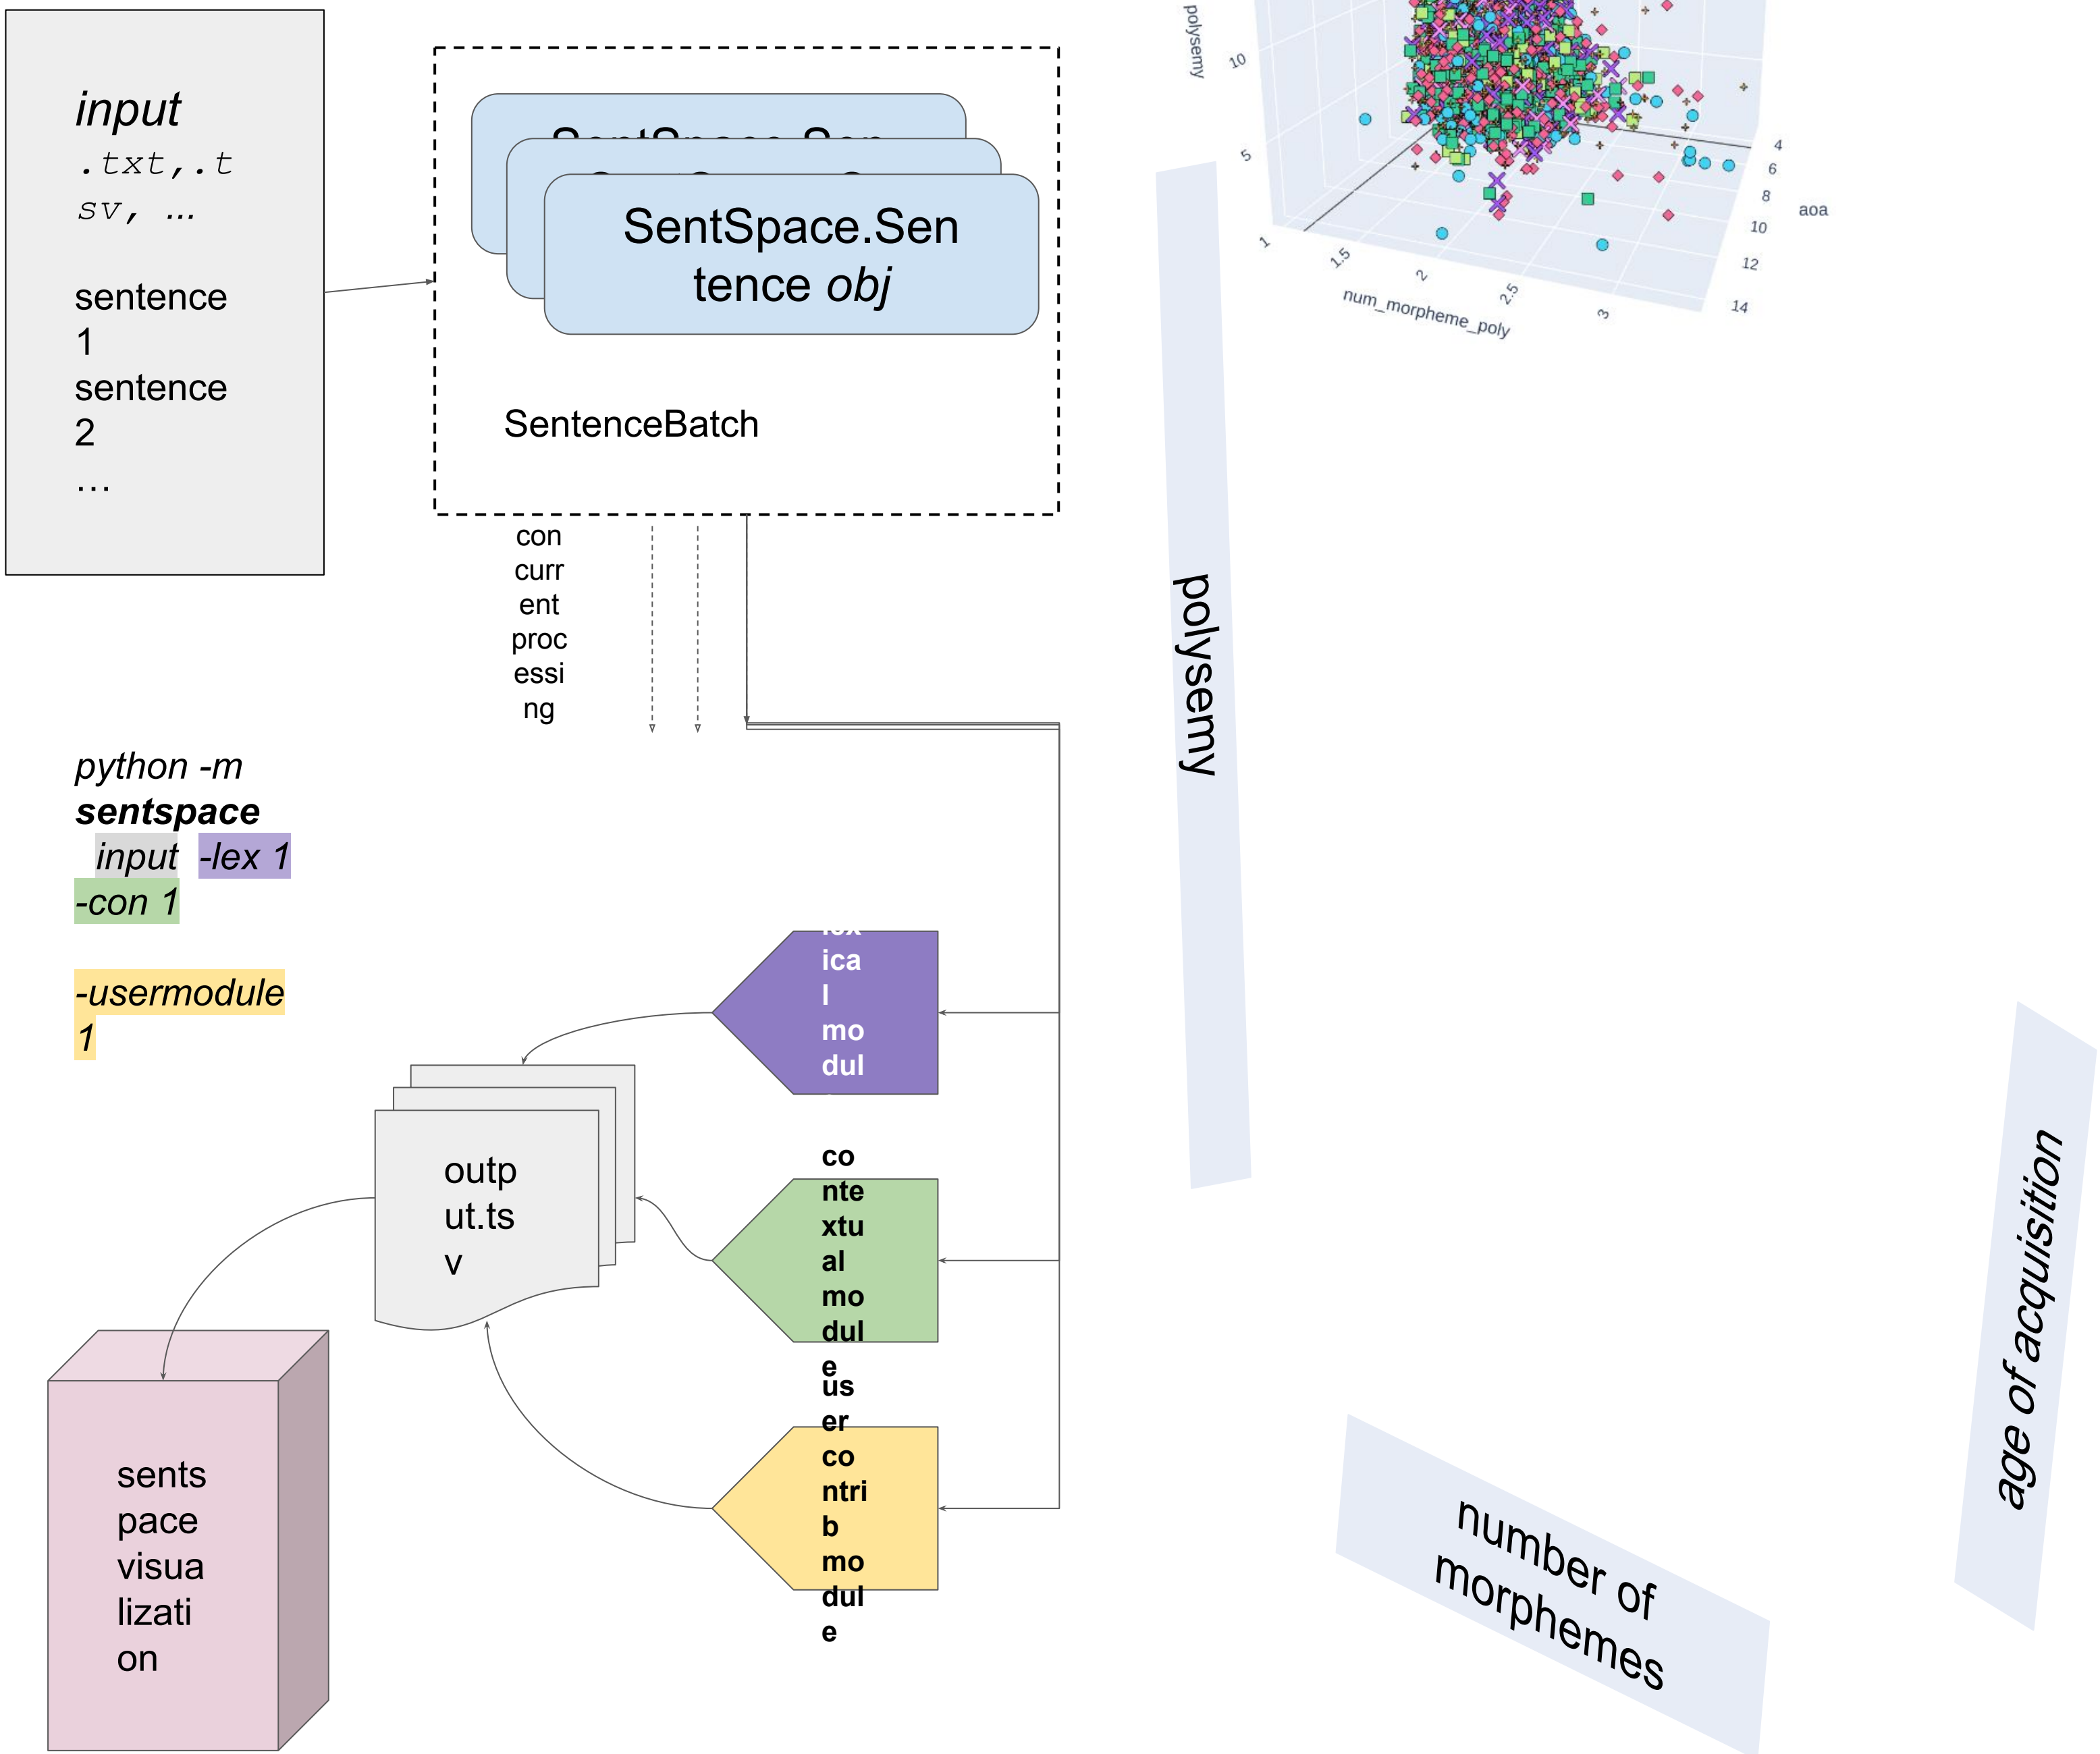 input
.txt,.t
sv, …
sentence
1
sentence
2
…
SentSpace.Sen
SentSpace.Sen
tence obj
SentenceBatch
con
curr
ent
proc
essi
ng
python -m
sentspace
input -lex 1
-con 1
-usermodule
1
lex
ica
l
mo
dul
co
nte
xtu
al
mo
dul
e
us
er
co
ntri
b
mo
dul
e
outp
ut.ts
v
sents
pace
visua
lizati
on
polysemy
10
5
1
1.5
2
2.5
3
num_morpheme_poly
4
6
8
10
12
14
aoa
polysemy
number of
morphemes
age of acquisition